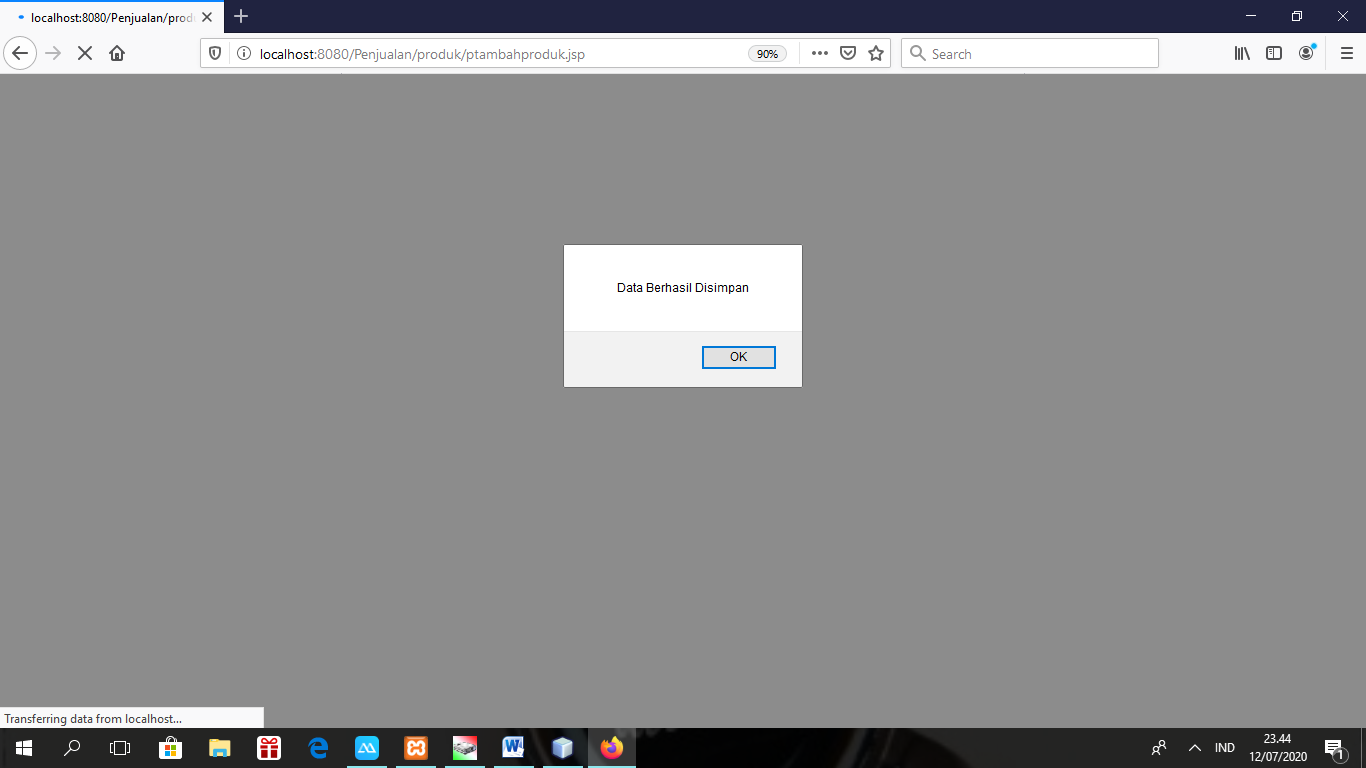 localhost:8080/Penjualan/prod
localhost:8080/Penjualan/produk/ptambahproduk.jsp
90%
Search
Data Berhasil Disimpan
OK
Transferring data from localhost...
IND
23.44
12/07/2020
1